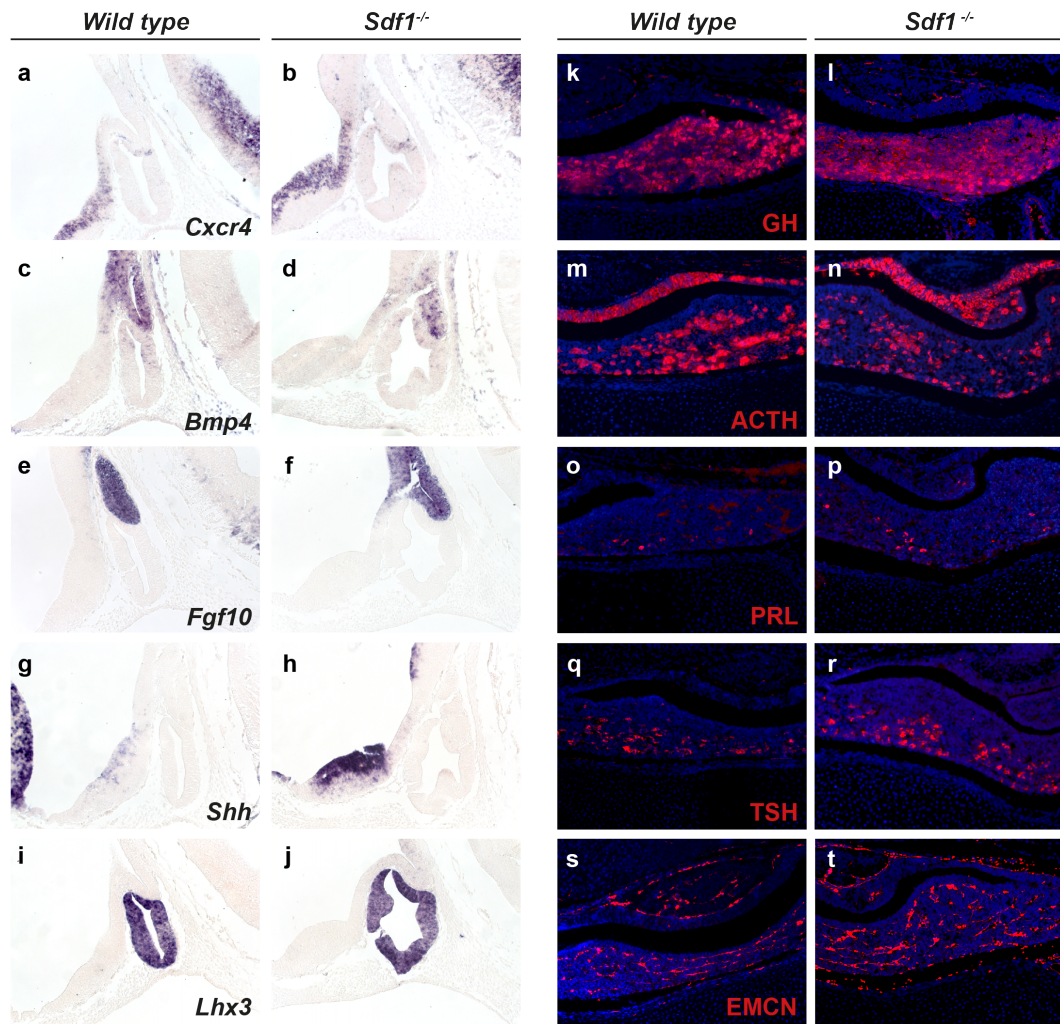 Wild type Sdf1-/- Wild type Sdf1-/-
a b k l
Cxcr4 GH
c d m n
Bmp4 ACTH
e f o p
Fgf10 PRL
g h q r
Shh TSH
i j s t
Lhx3 EMCN